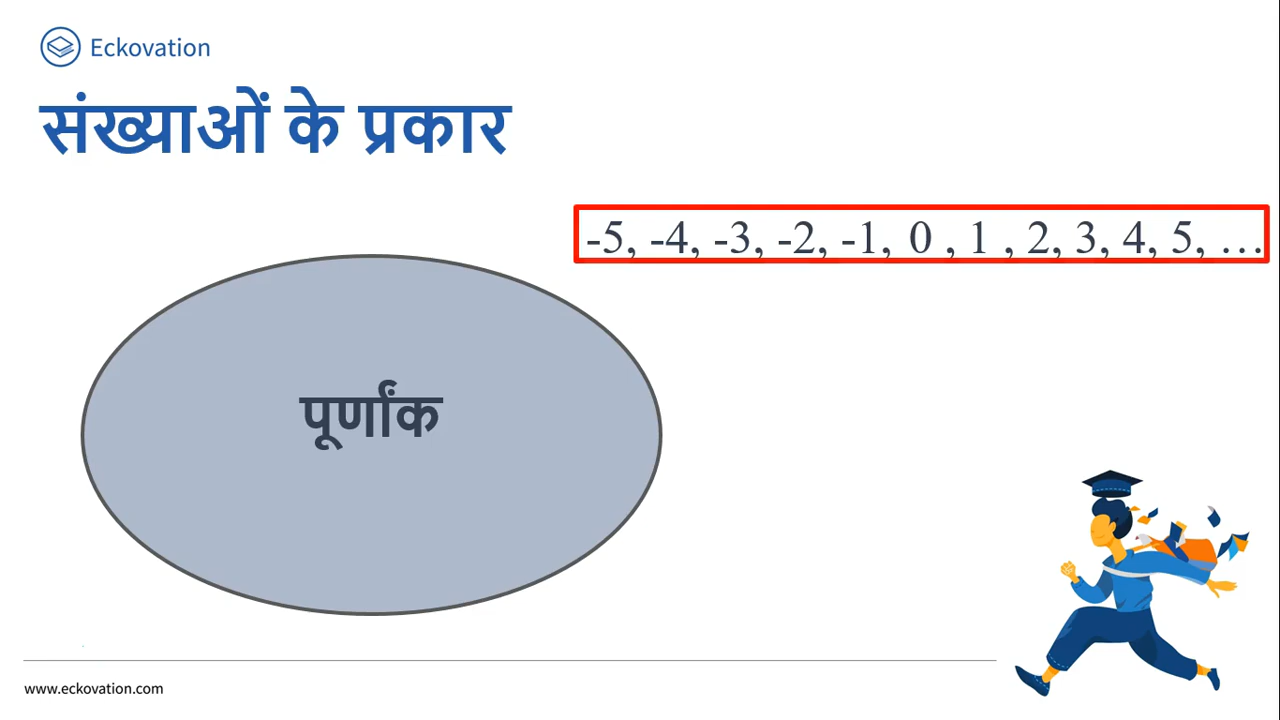 Eckovation
संख्याओं के प्रकार
-5, -4, -3, -2, -1, 0 , 1 , 2, 3, 4, 5, …
पूर्णांक
www.eckovation.com